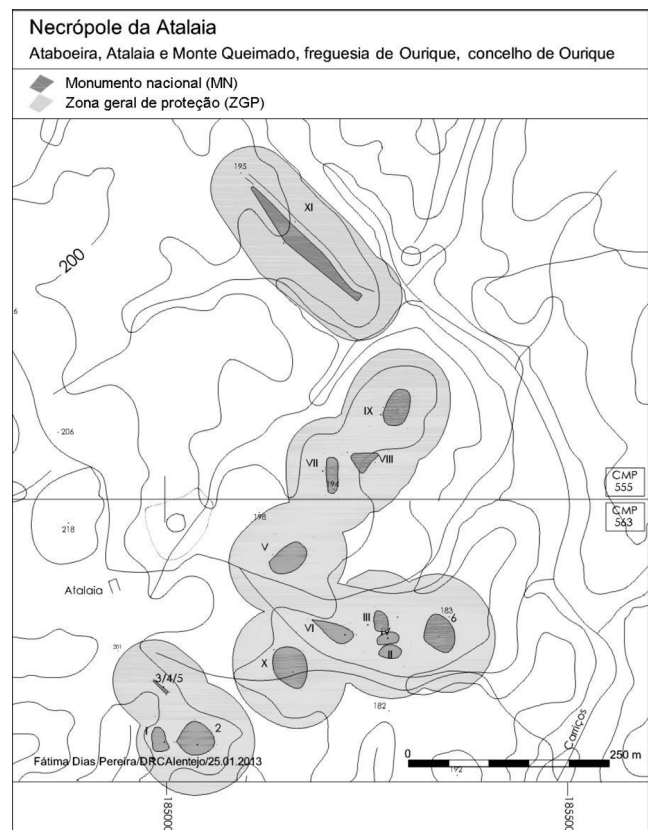 Necrópole da Atalaia
Ataboeira, Atalaia e Monte Queimado, freguesia de Ourique, concelho de Ourique
Monumento nacional (MN)
Zona geral de proteção (ZGP)
195
XI
200
6
IX
206
VII
VIII
194
CMP
555
198
CMP
563
218
V
Atalaia
III
183
6
VI
IV
II
X
201
3/4/5
182
1
2
Carriços
Fátima Dias Pereira/DRCAlentejo/25.01.2013
0
250 m
192
185000
185500